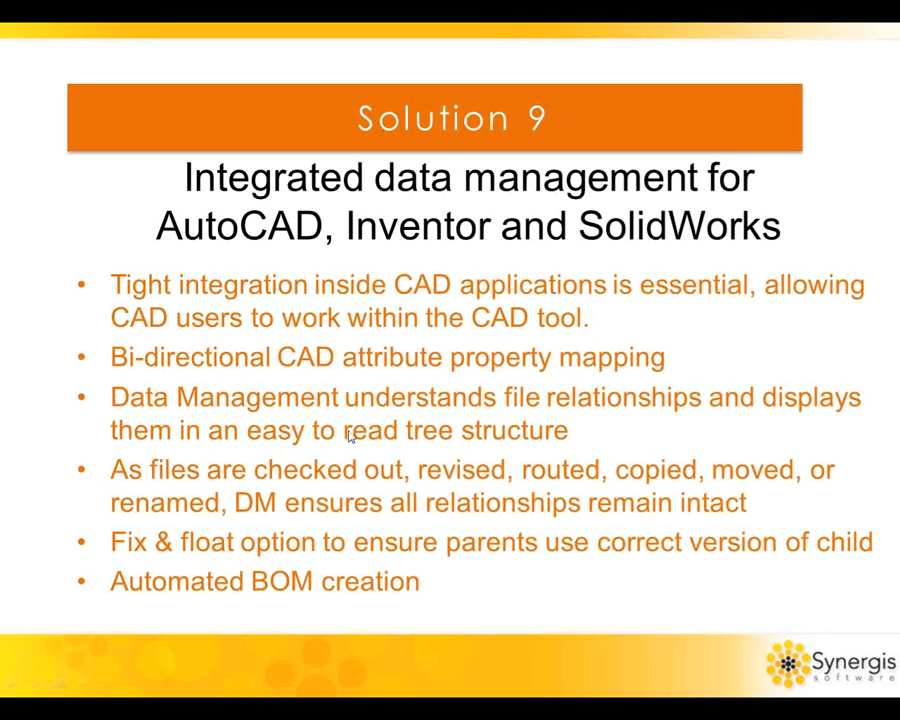 Solution 9
Integrated data management for
AutoCAD, Inventor and SolidWorks
• Tight integration inside CAD applications is essential, allowing
CAD users to work within the CAD tool.
• Bi-directional CAD attribute property mapping
• Data Management understands file relationships and displays
them in an easy to read tree structure
• As files are checked out, revised, routed, copied, moved, or
renamed, DM ensures all relationships remain intact
• Fix & float option to ensure parents use correct version of child
• Automated BOM creation
Synergis
software